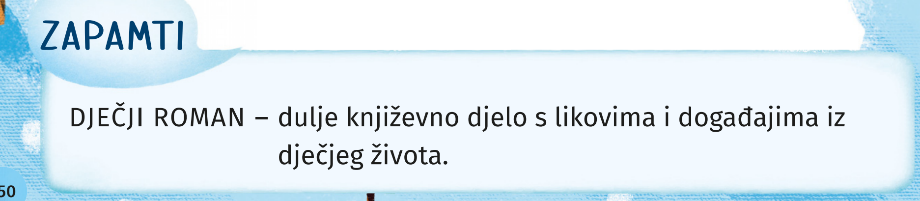 ZAPAMTI
DJEČJI ROMAN – dulje književno djelo s likovima i događajima iz
dječjeg života.
50